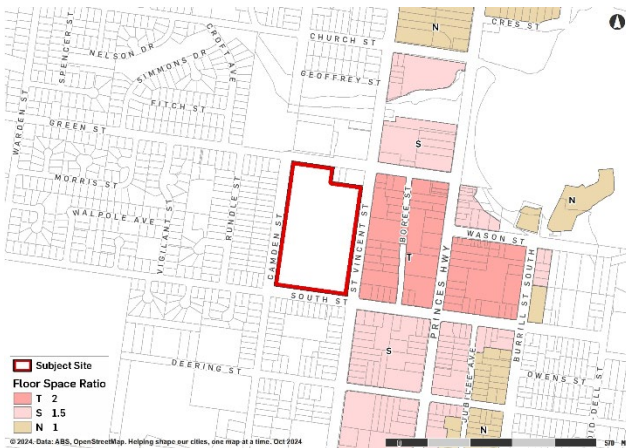 N
CRES ST
CHURCH ST
CROFT AVE
SPENCER ST
NELSON DR
SIMMONS DR
GEOFFREY ST
FITCH ST
WARDEN ST
GREEN ST
S
N
MORRIS ST
RUNDLE ST
BOREE ST
WALPOLE AVE
VIGILANT ST
CAMDEN ST
ST VINCENT ST
T
PRINCES HWY
WASON ST
BURRILL ST SOUTH
SOUTH ST
DEERING ST
S
JUBILEE AVE
OWENS ST
DELL ST
N
Subject Site
Floor Space Ratio
T 2
S 1.5
N 1
© 2024. Data: ABS, OpenStreetMap. Helping shape our cities, one map at a time. Oct 2024
0